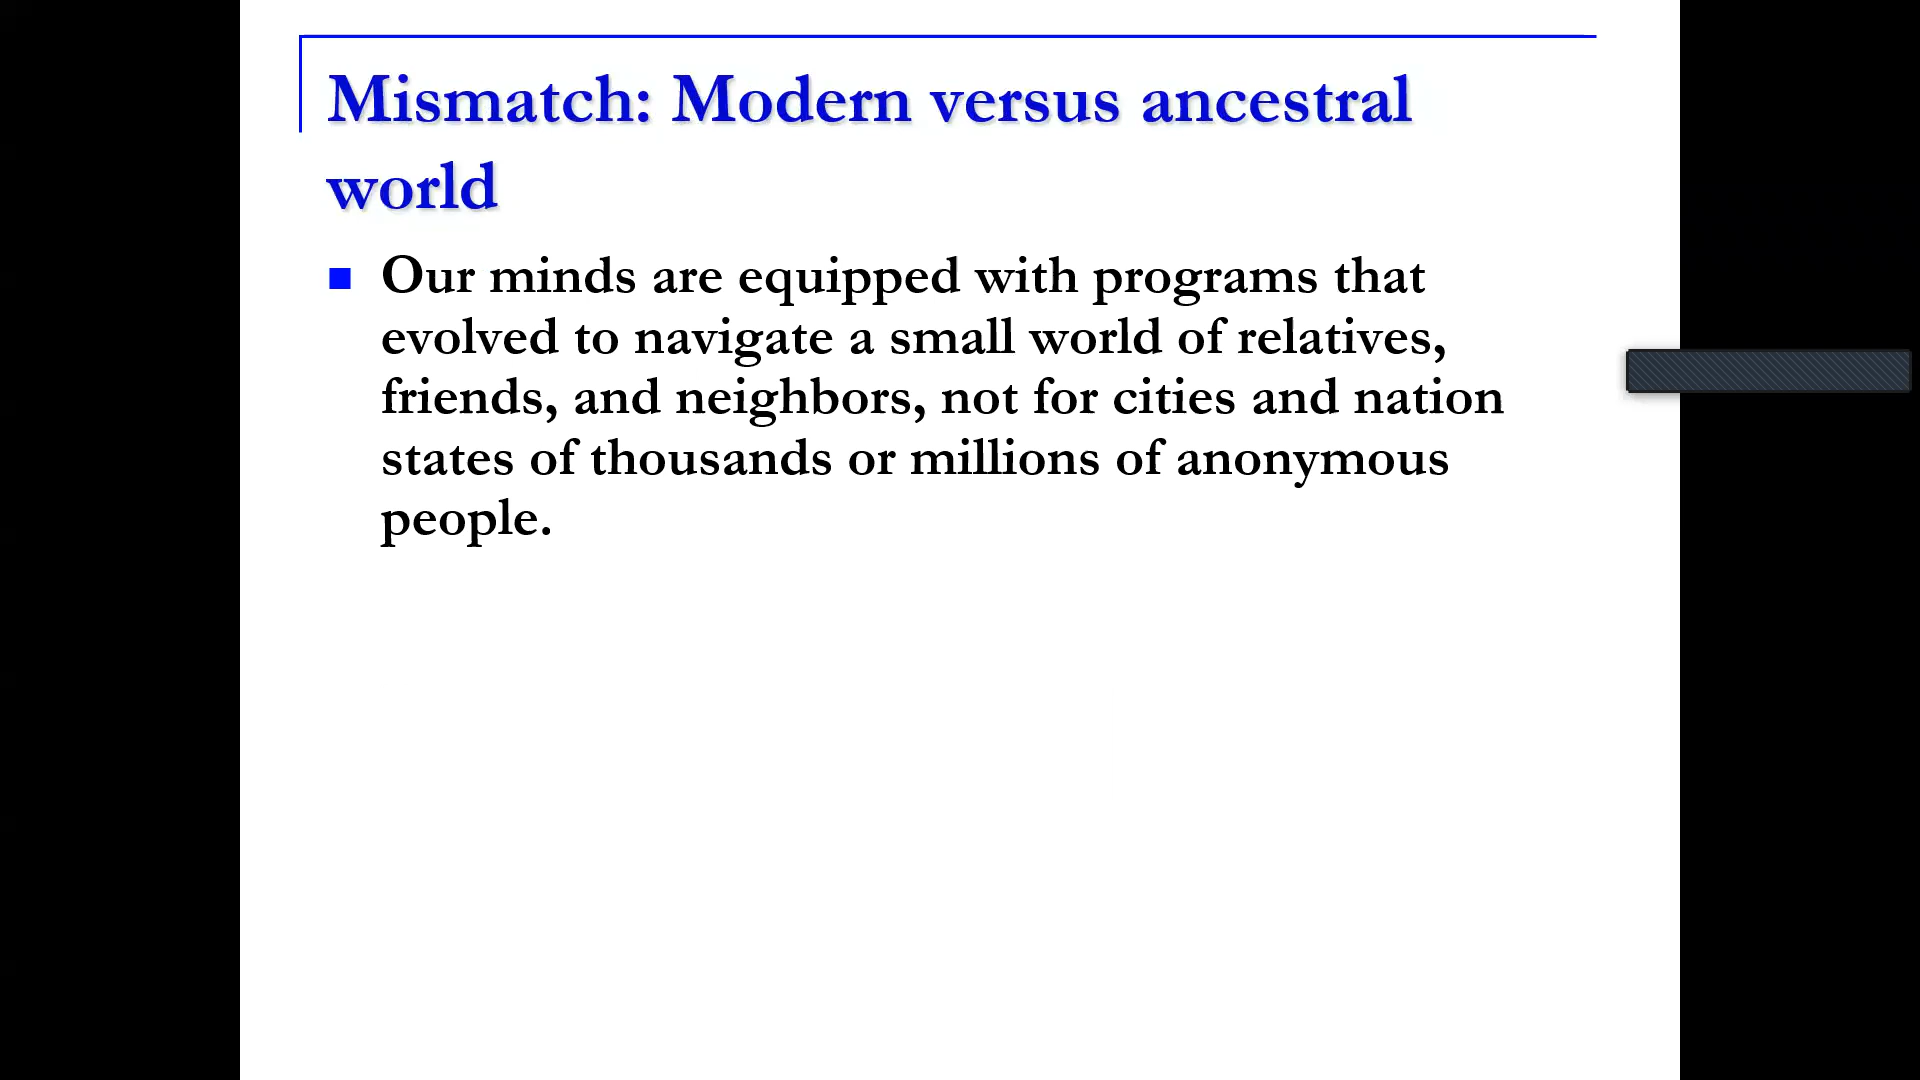 Mismatch: Modern versus ancestral
world
Our minds are equipped with programs that
evolved to navigate a small world of relatives,
friends, and neighbors, not for cities and nation
states of thousands or millions of anonymous
people.